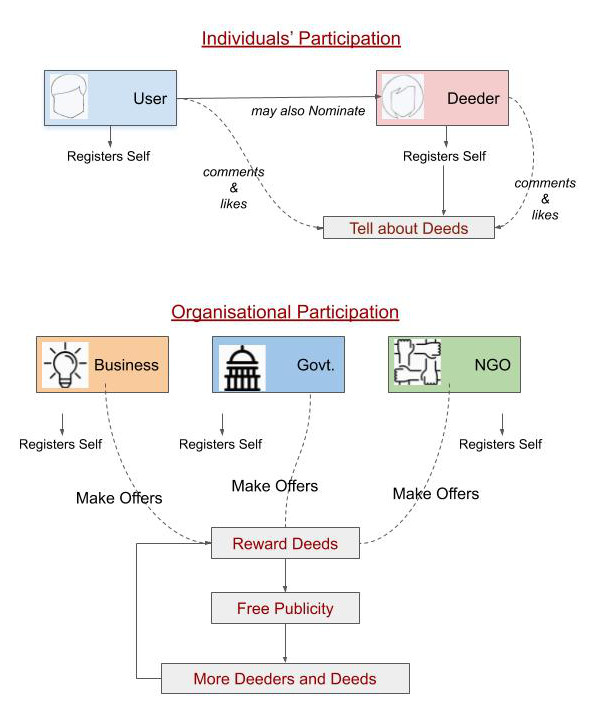 Individuals’ Participation
User
Deeder
may also Nominate
Registers Self
Registers Self
comments
&
likes
comments
&
likes
Tell about Deeds
Organisational Participation
Business
Govt.
NGO
Registers Self
Registers Self
Registers Self
Make Offers
Make Offers
Make Offers
Reward Deeds
Free Publicity
More Deeders and Deeds